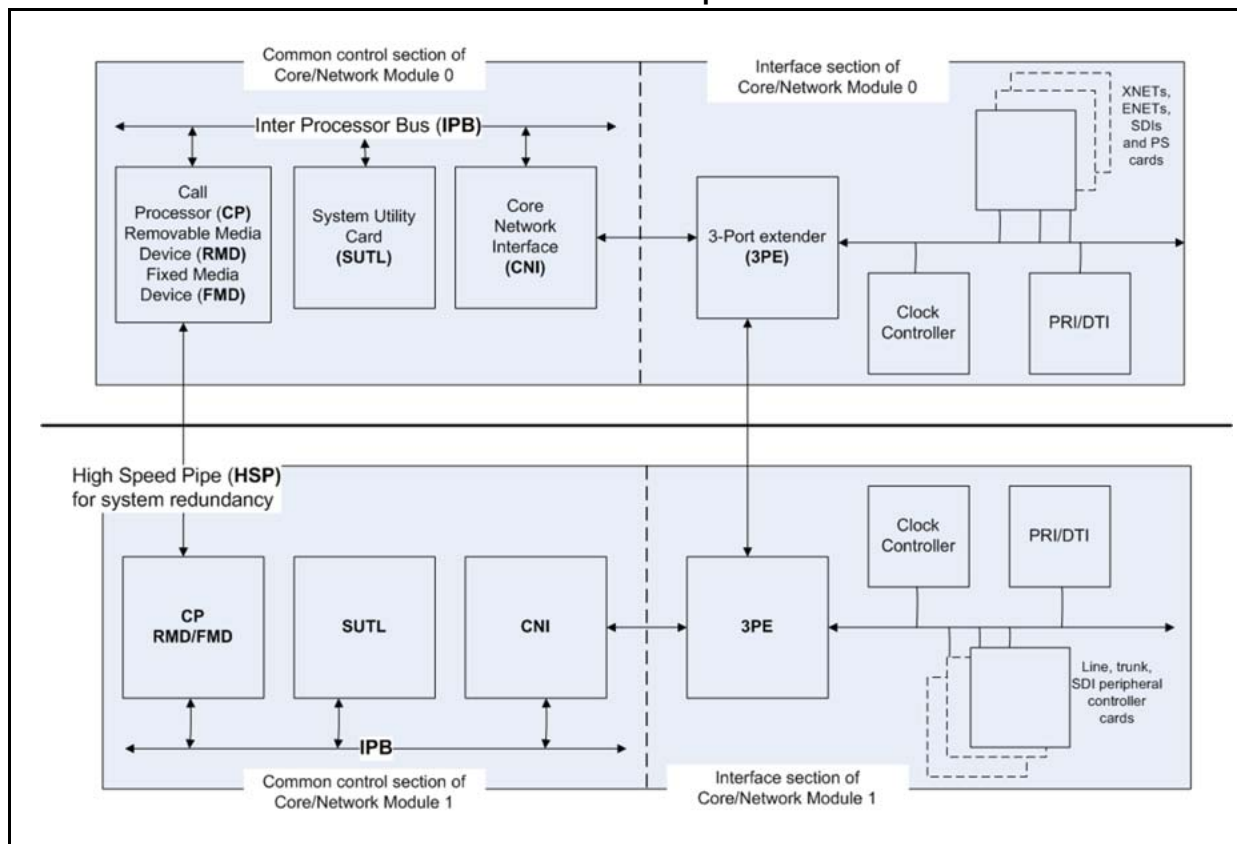 Common control section of
Core/Network Module 0
Interface section of
Core/Network Module 0
Inter Processor Bus (IPB)
XNETs,
ENETs,
SDIs
and PS
cards
Call
Processor (CP)
Removable Media
Device (RMD)
Fixed Media
Device (FMD)
System Utility
Card
(SUTL)
Core
Network
Interface
(CNI)
3-Port extender
(3PE)
Clock
Controller
PRI/DTI
High Speed Pipe (HSP)
for system redundancy
Clock
Controller
PRI/DTI
CP
RMD/FMD
SUTL
CNI
3PE
Line, trunk,
SDI peripheral
controller
cards
IPB
Common control section of
Core/Network Module 1
Interface section of
Core/Network Module 1